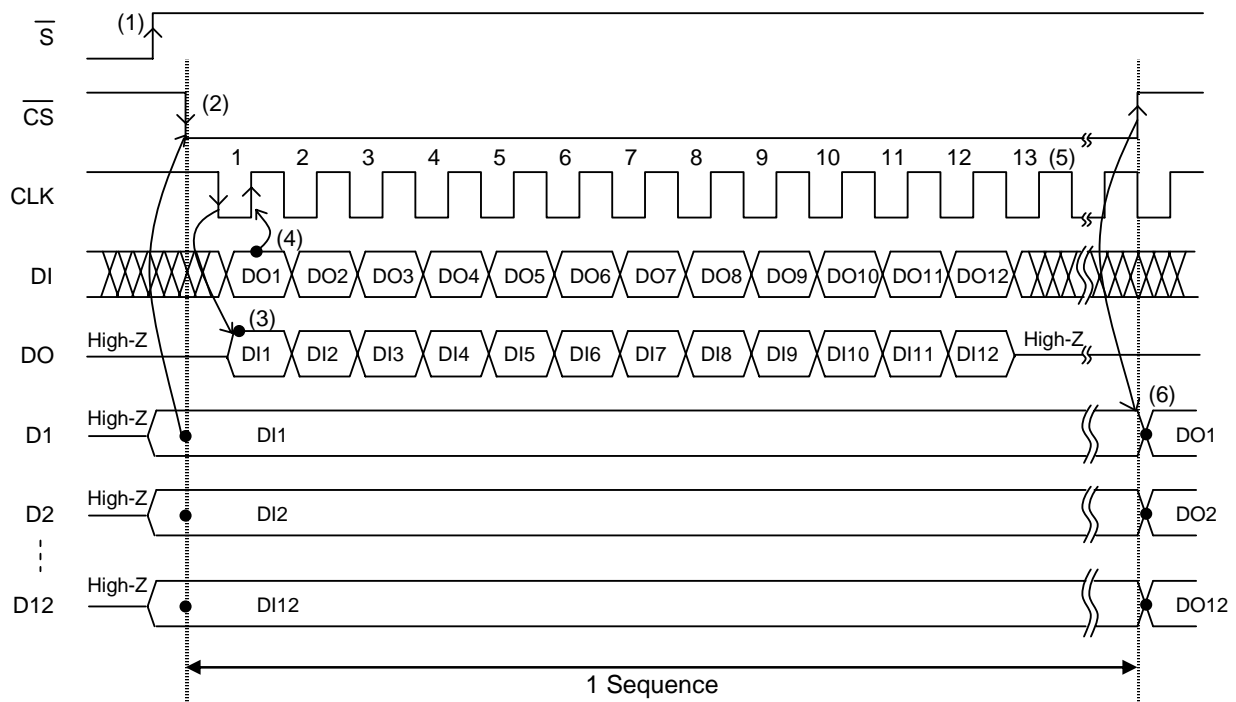 S (1)
CS (2)
1 2 3 4 5 6 7 8 9 10 11 12 13 (5)
CLK
(4)
DI DO1 DO2 DO3 DO4 DO5 DO6 DO7 DO8 DO9 DO10 DO11 DO12
(3)
DO High-Z DI1 DI2 DI3 DI4 DI5 DI6 DI7 DI8 DI9 DI10 DI11 DI12 High-Z
(6)
D1 High-Z DI1 DO1
D2 High-Z DI2 DO2
D12 High-Z DI12 DO12
1 Sequence